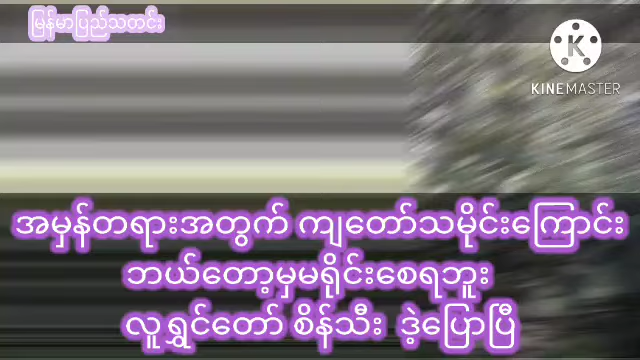 မြန်မာပြည်သတင်း
KINEMASTER
အမှန်တရားအတွက် ကျတော်သမိုင်းကြောင်း
ဘယ်တော့မှမရိုင်းစေရဘူး
လူရွှင်တော် စိန်သီး ဒဲ့ပြောပြီ